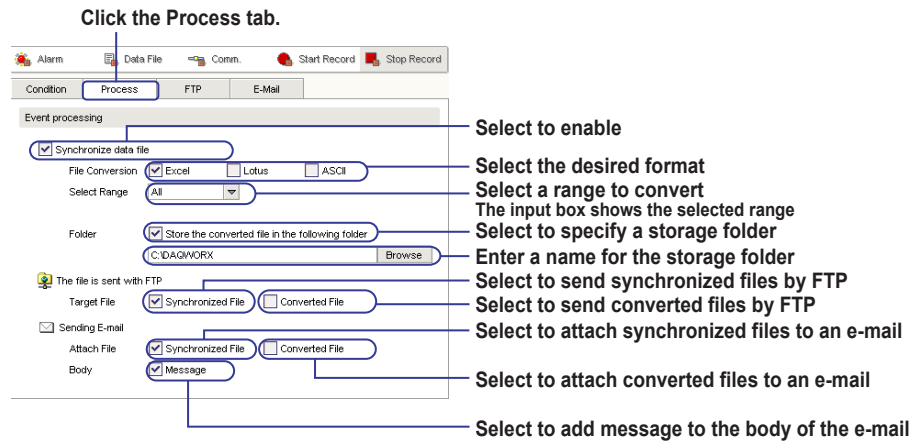 Click the Process tab.
Alarm Data File Comm. Start Record Stop Record
Condition Process FTP E-Mail
Event processing
Select to enable
Synchronize data file
File Conversion Excel Lotus ASCII
Select the desired format
Select Range All
Select a range to convert
The input box shows the selected range
Folder Store the converted file in the following folder
Select to specify a storage folder
C:\DAQWORX Browse
Enter a name for the storage folder
The file is sent with FTP
Select to send synchronized files by FTP
Target File Synchronized File Converted File
Select to send converted files by FTP
Sending E-mail
Select to attach synchronized files to an e-mail
Attach File Synchronized File Converted File
Body Message
Select to attach converted files to an e-mail
Select to add message to the body of the e-mail